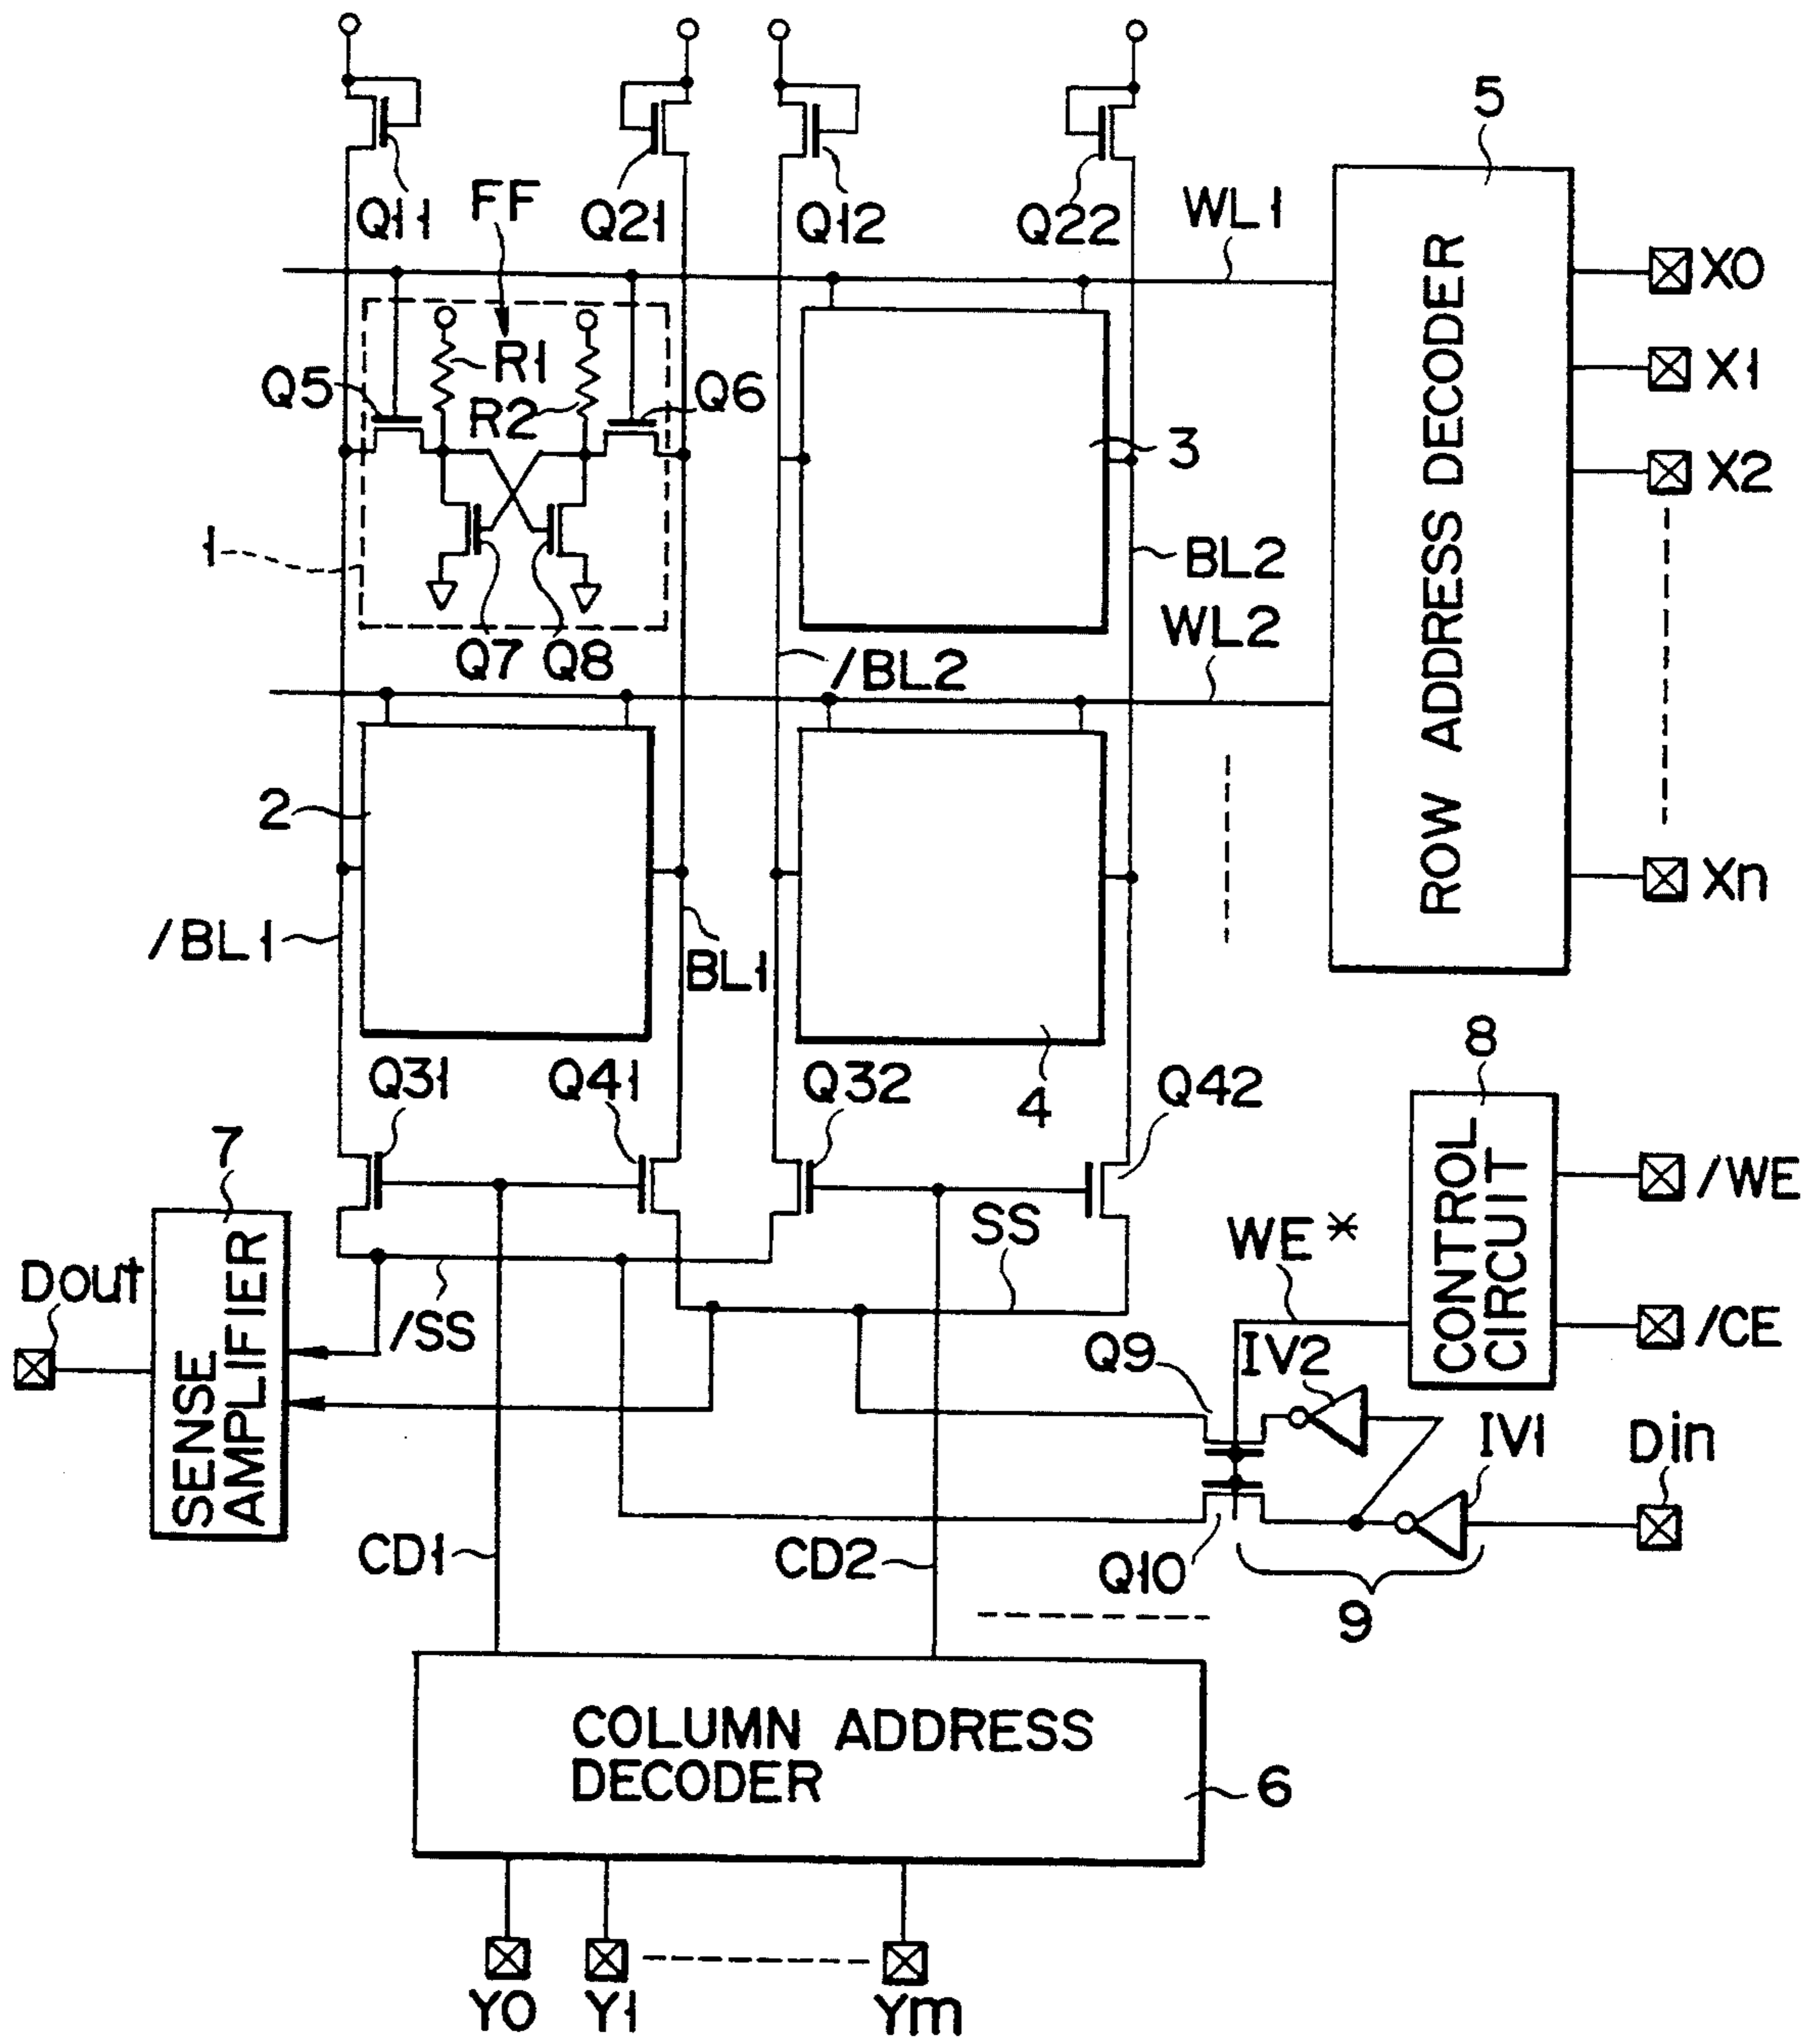 5
Q11
FF
Q21
Q12
Q22
WL1
X0
R1
X1
Q5
R2
Q6
3
X2
ROW ADDRESS DECODER
1
BL2
WL2
Q7
Q8
/BL2
2
Xn
/BL1
BL1
8
Q31
Q41
Q32
4
Q42
7
CONTROL
CIRCUIT
/WE
SS
WE*
Dout
SENSE
AMPLIFIER
/SS
/CE
Q9
IV2
IV1
Din
CD1
CD2
Q10
9
COLUMN ADDRESS
DECODER
6
Y0
Y1
Ym